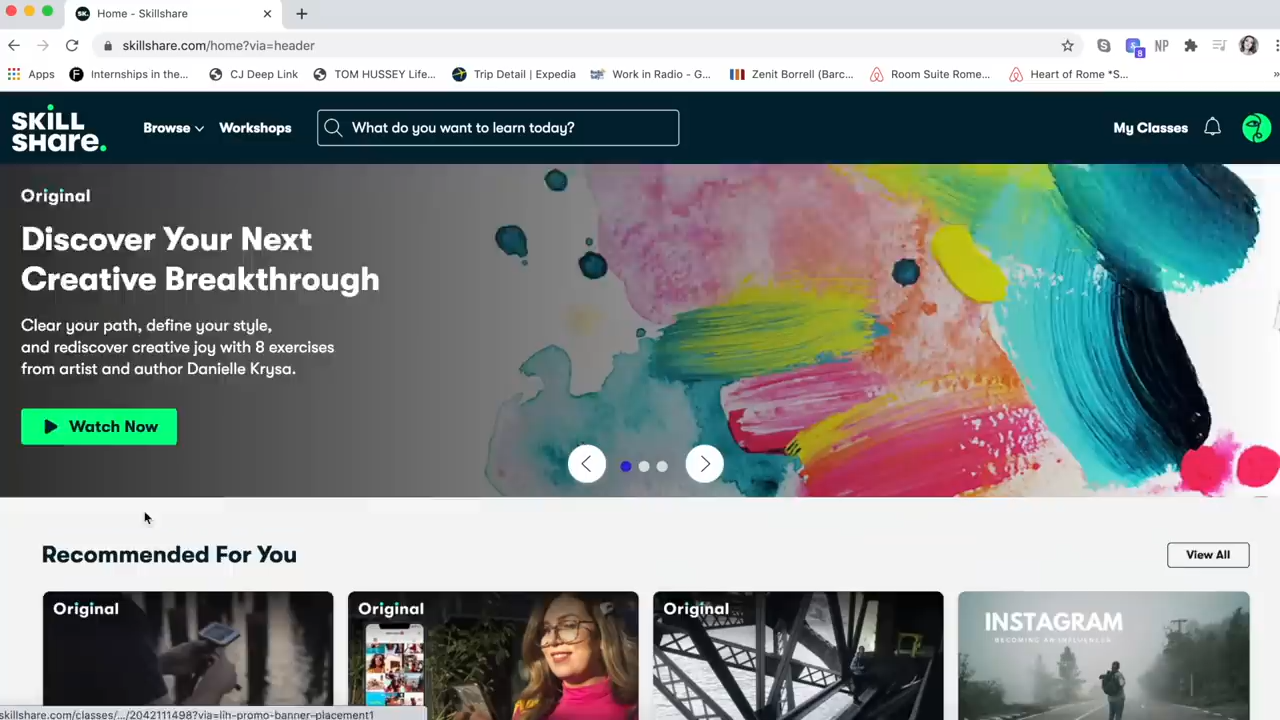 Home - Skillshare
skillshare.com/home?via=header
8
NP
Apps
Internships in the...
CJ Deep Link
TOM HUSSEY Life...
Trip Detail | Expedia
Work in Radio - G...
Zenit Borrell (Barc...
Room Suite Rome...
Heart of Rome *S...
SKILL
SHARE.
Browse
Workshops
What do you want to learn today?
My Classes
Original
Discover Your Next
Creative Breakthrough
Clear your path, define your style,
and rediscover creative joy with 8 exercises
from artist and author Danielle Krysa.
Watch Now
Recommended For You
View All
Original
Original
Original
INSTAGRAM
BECOMING AN INFLUENCER
skillshare.com/classes/.../2042111498?via=lih-promo-banner-placement1